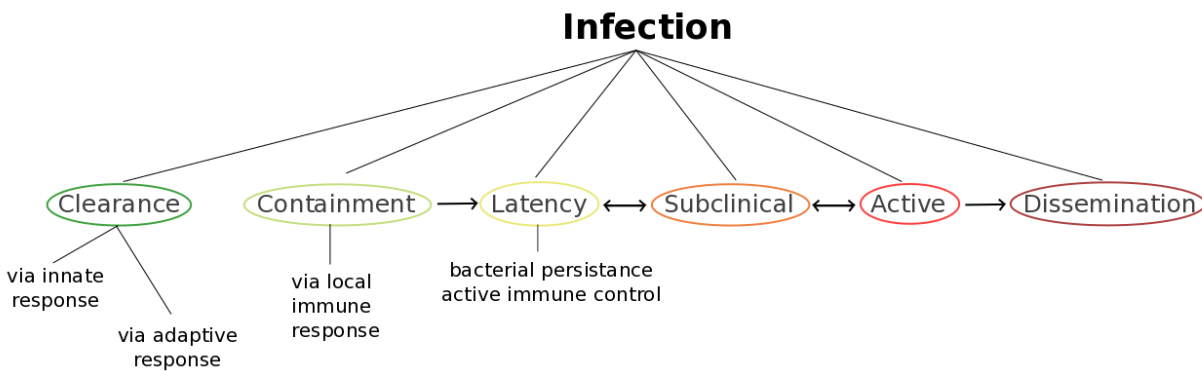 Infection
Clearance
Containment
Latency
Subclinical
Active
Dissemination
via innate
response
via adaptive
response
via local
immune
response
bacterial persistance
active immune control